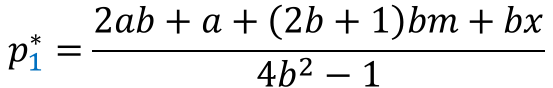 p₁* = (2ab + a + (2b + 1)bm + bx) / (4b² − 1)